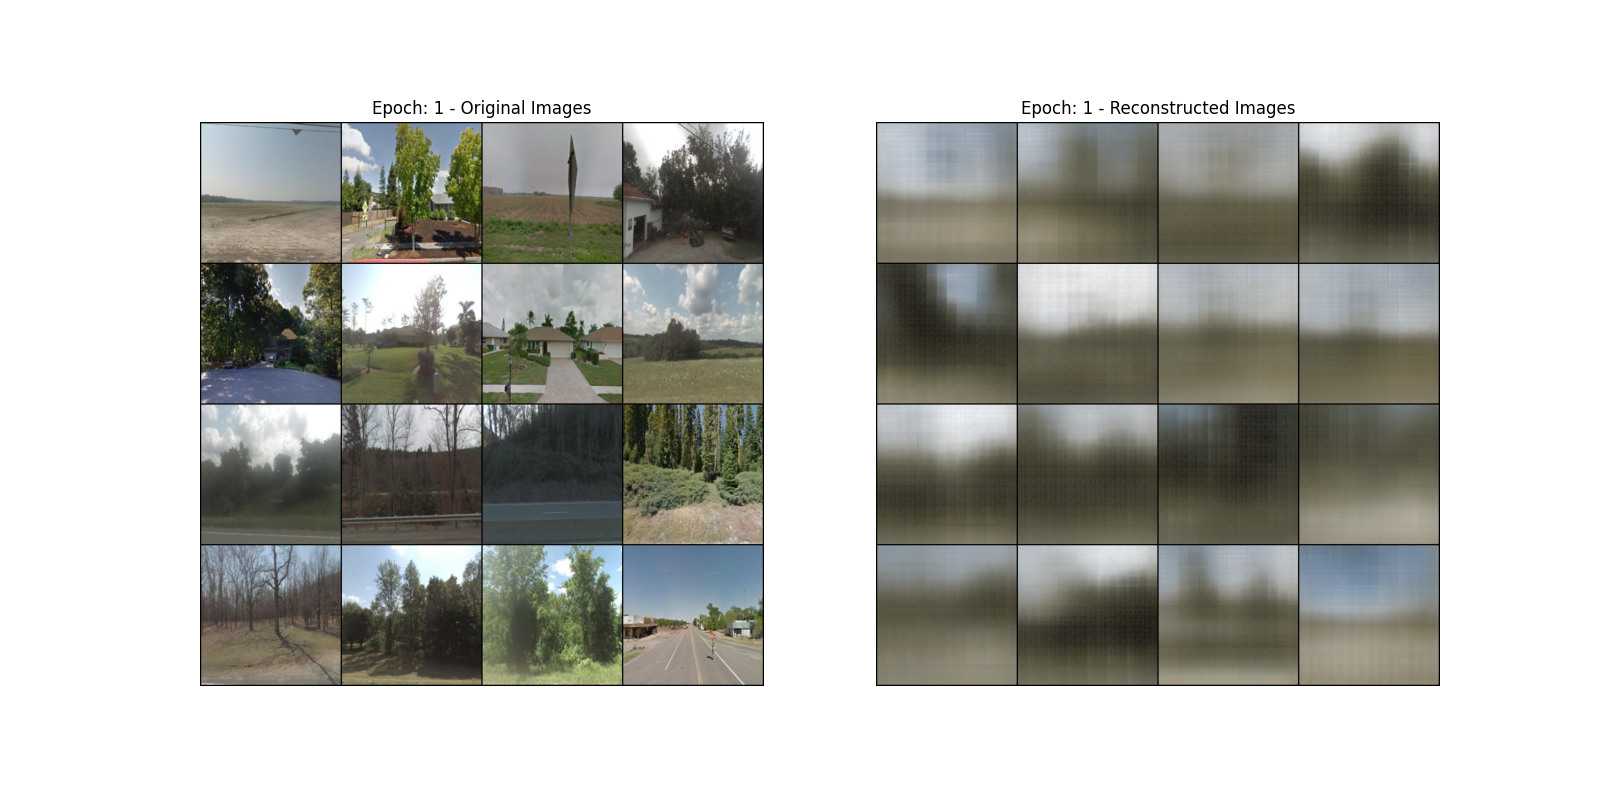 Epoch: 1 - Original Images
Epoch: 1 - Reconstructed Images